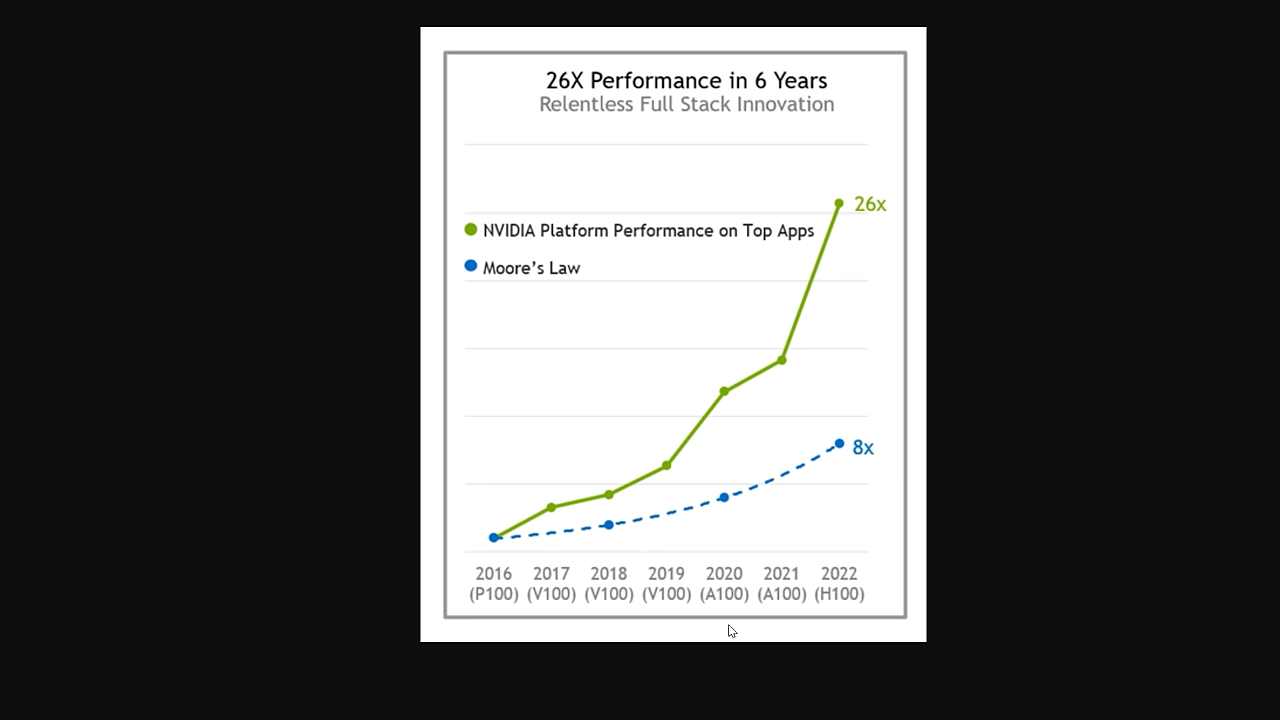 26X Performance in 6 Years
Relentless Full Stack Innovation
26x
NVIDIA Platform Performance on Top Apps
Moore’s Law
8x
2016 2017 2018 2019 2020 2021 2022
(P100) (V100) (V100) (V100) (A100) (A100) (H100)